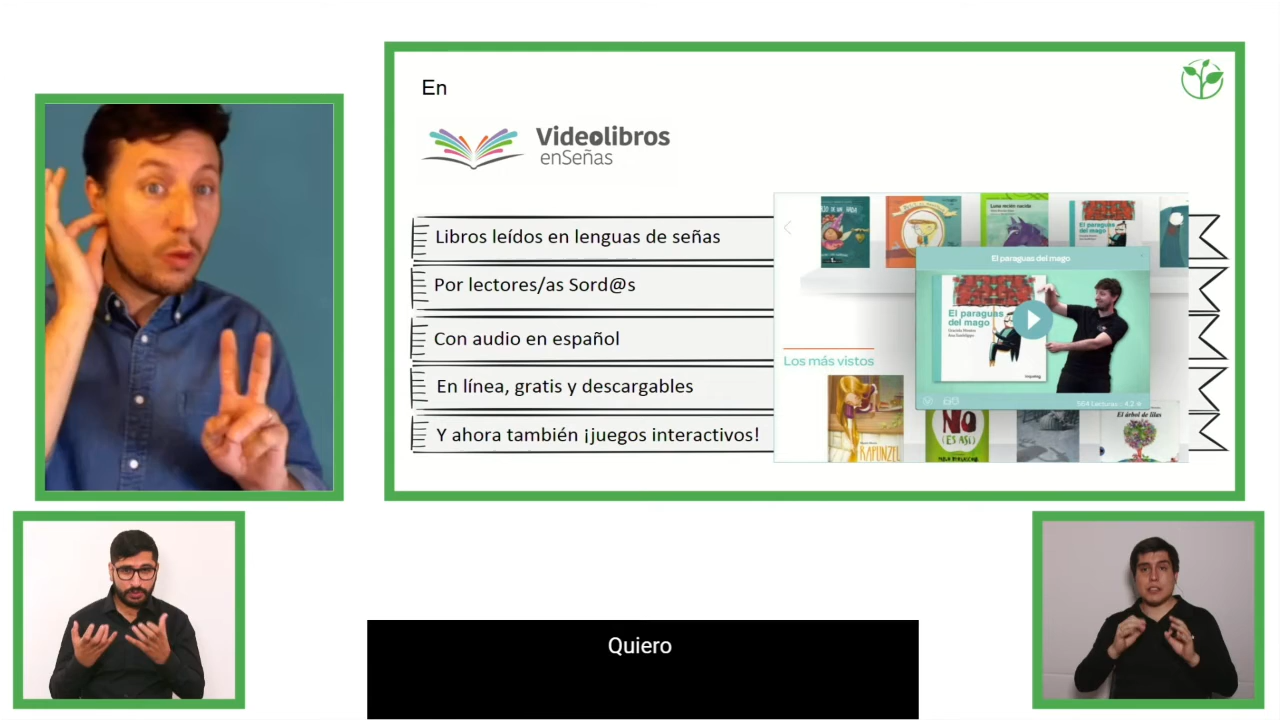 En
Videolibros
enSeñas
Libros leídos en lenguas de señas
Por lectores/as Sord@s
Con audio en español
En línea, gratis y descargables
Y ahora también ¡juegos interactivos!
Luna recién nacida
El paraguas
del mago
El paraguas del mago
El paraguas
del mago
Los más vistos
RAPUNZEL
NO
(ES ASÍ)
El árbol de lilas
Quiero